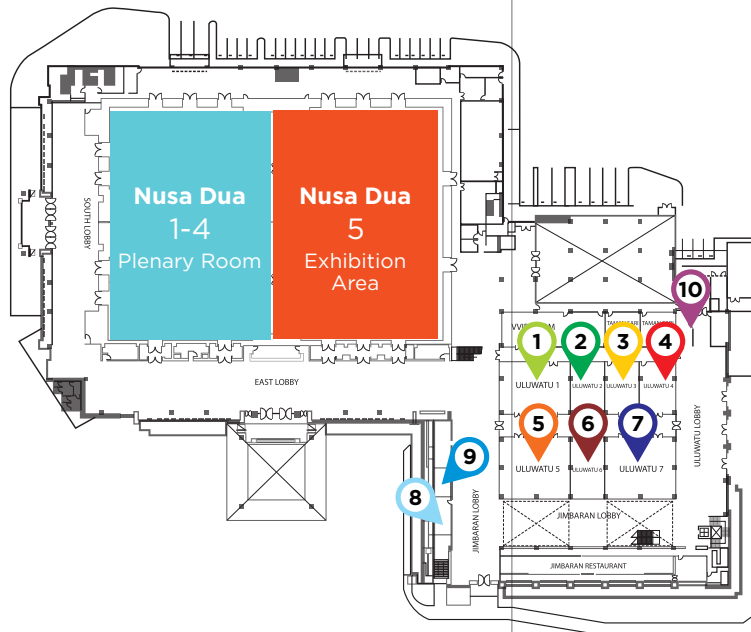 Nusa Dua
1-4
Plenary Room
Nusa Dua
5
Exhibition
Area
SOUTH LOBBY
EAST LOBBY
10
1
2
3
4
ULUWATU 1
ULUWATU 2
ULUWATU 3
ULUWATU 4
5
6
7
ULUWATU 5
ULUWATU 6
ULUWATU 7
ULUWATU LOBBY
9
8
JIMBARAN LOBBY
JIMBARAN LOBBY
JIMBARAN RESTAURANT